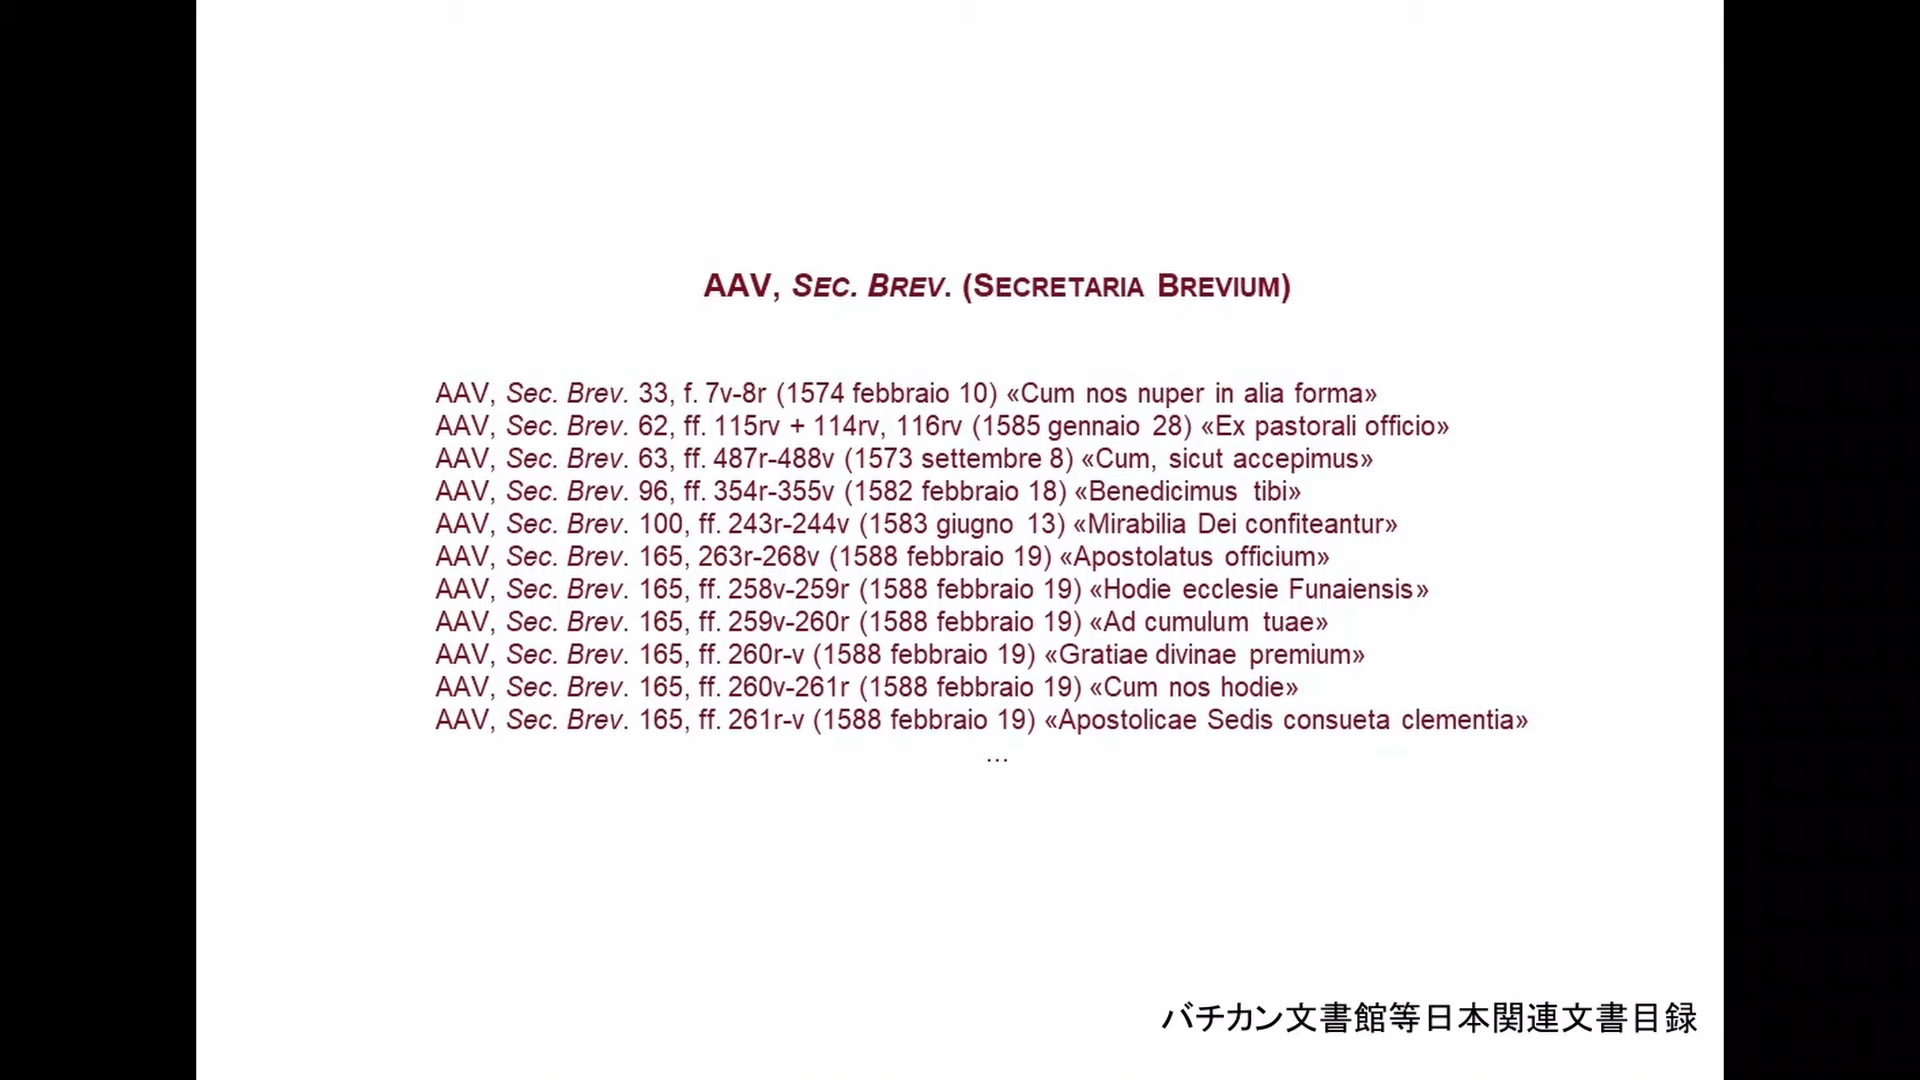 AAV, SEC. BREV. (SECRETARIA BREVIUM)
AAV, Sec. Brev. 33, f. 7v-8r (1574 febbraio 10) «Cum nos nuper in alia forma»
AAV, Sec. Brev. 62, ff. 115rv + 114rv, 116rv (1585 gennaio 28) «Ex pastorali officio»
AAV, Sec. Brev. 63, ff. 487r-488v (1573 settembre 8) «Cum, sicut accepimus»
AAV, Sec. Brev. 96, ff. 354r-355v (1582 febbraio 18) «Benedicimus tibi»
AAV, Sec. Brev. 100, ff. 243r-244v (1583 giugno 13) «Mirabilia Dei confiteantur»
AAV, Sec. Brev. 165, 263r-268v (1588 febbraio 19) «Apostolatus officium»
AAV, Sec. Brev. 165, ff. 258v-259r (1588 febbraio 19) «Hodie ecclesie Funaiensis»
AAV, Sec. Brev. 165, ff. 259v-260r (1588 febbraio 19) «Ad cumulum tuae»
AAV, Sec. Brev. 165, ff. 260r-v (1588 febbraio 19) «Gratiae divinae premium»
AAV, Sec. Brev. 165, ff. 260v-261r (1588 febbraio 19) «Cum nos hodie»
AAV, Sec. Brev. 165, ff. 261r-v (1588 febbraio 19) «Apostolicae Sedis consueta clementia»
...
バチカン文書館等日本関連文書目録